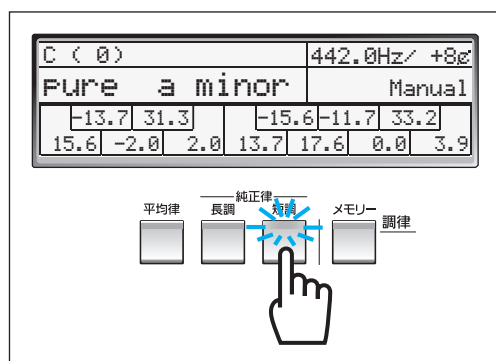 C ( 0) 442.0Hz/ +8¢
Pure a minor Manual
-13.7 31.3 -15.6 -11.7 33.2
15.6 -2.0 2.0 13.7 17.6 0.0 3.9
純正律
平均律 長調 短調 メモリー
調律